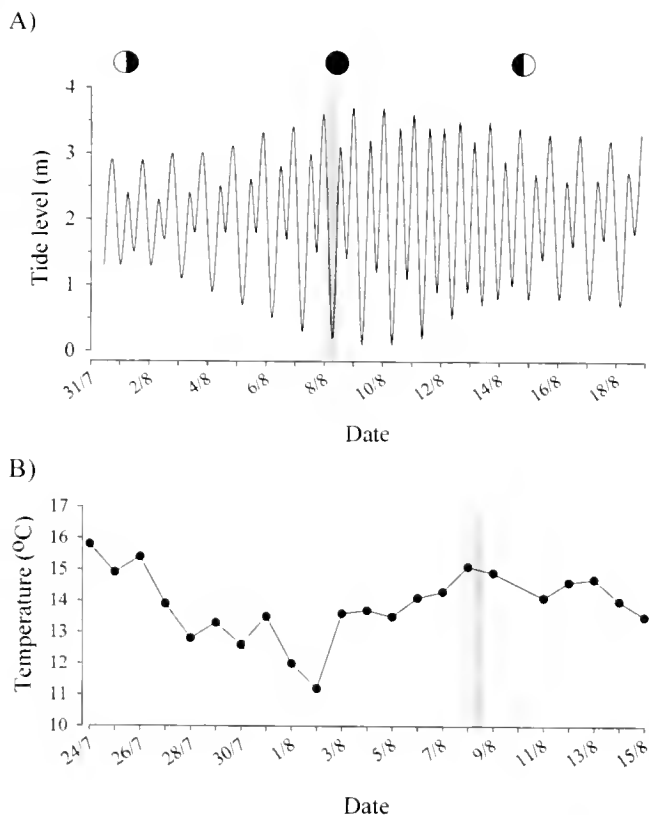 A)
4
3
2
1
0
Tide level (m)
31/7 2/8 4/8 6/8 8/8 10/8 12/8 14/8 16/8 18/8
Date
B)
17
16
15
14
13
12
11
10
Temperature (ºC)
24/7 26/7 28/7 30/7 1/8 3/8 5/8 7/8 9/8 11/8 13/8 15/8
Date